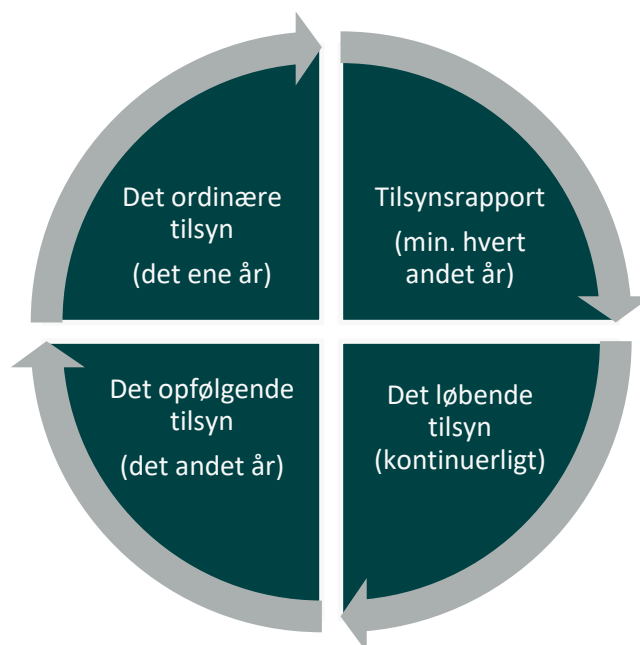 Det ordinære
tilsyn
(det ene år)
Tilsynsrapport
(min. hvert
andet år)
Det opfølgende
tilsyn
(det andet år)
Det løbende
tilsyn
(kontinuerligt)